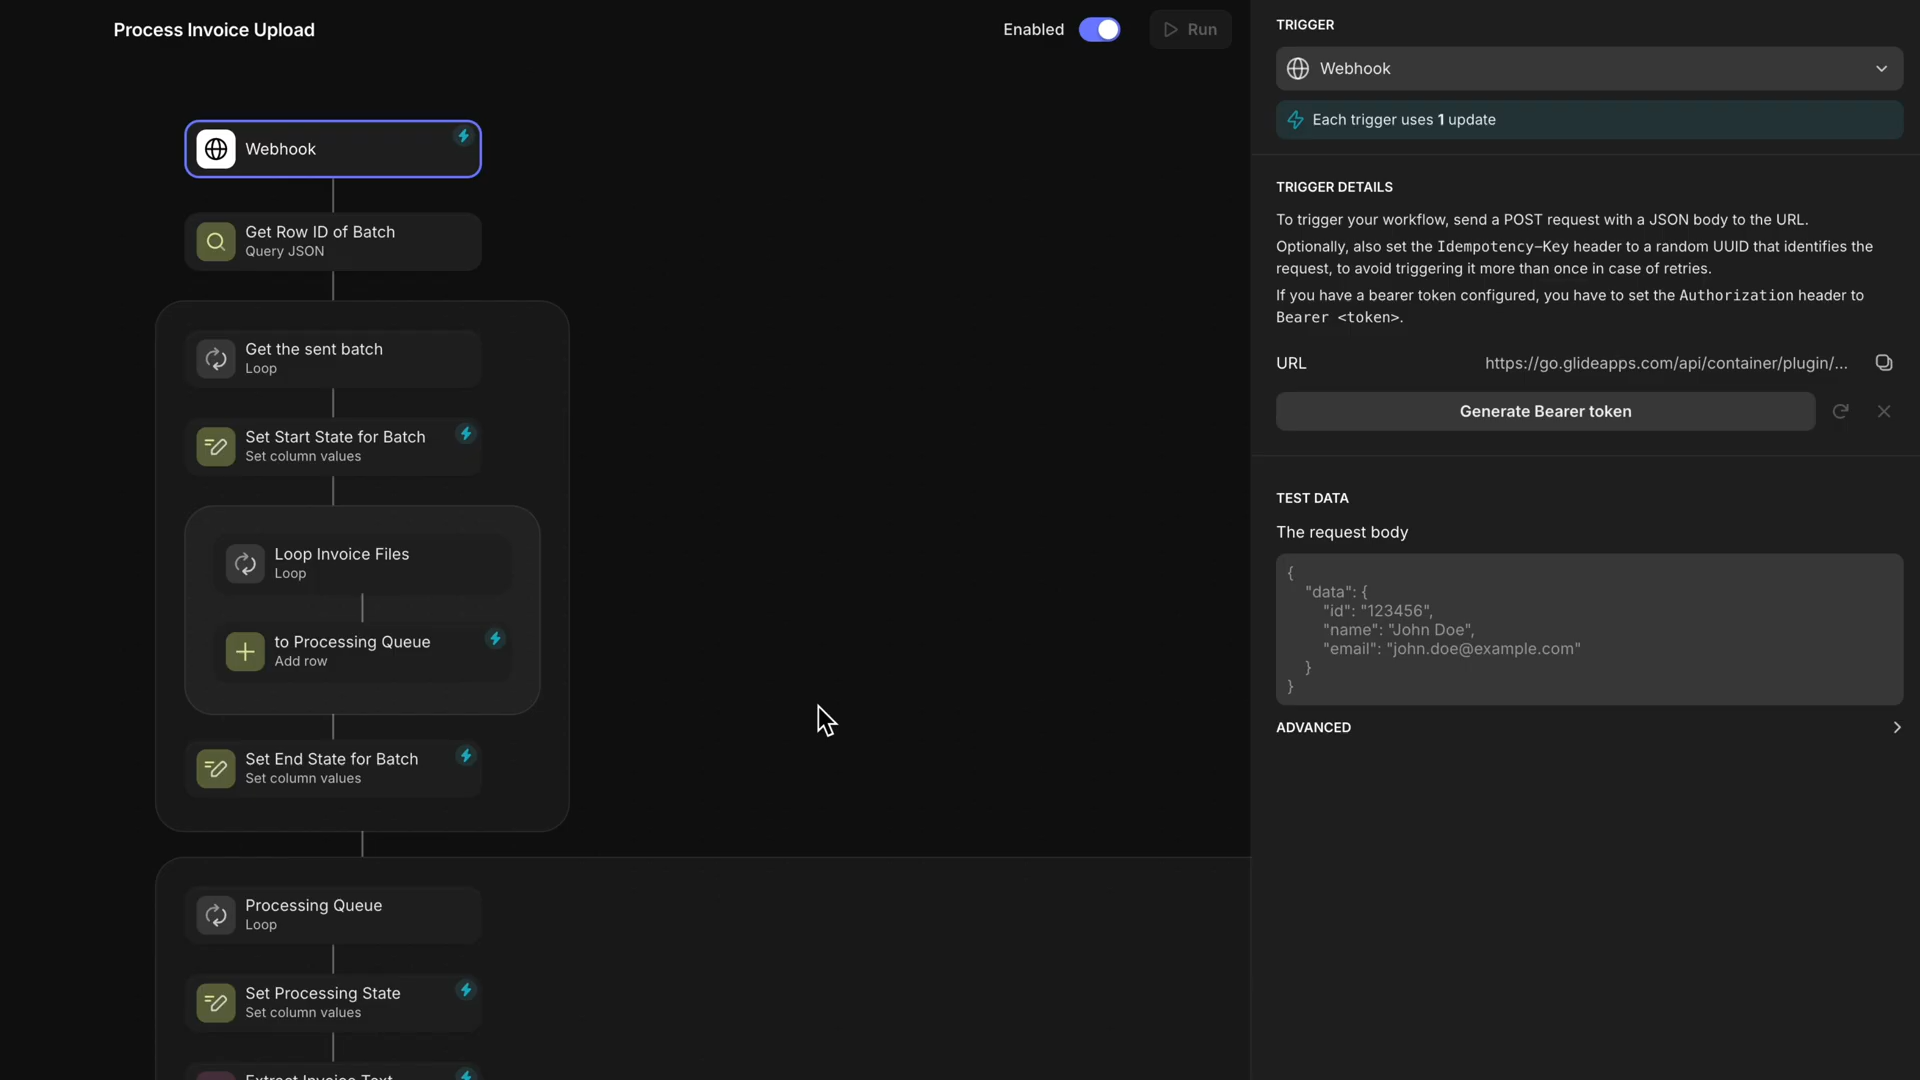 Process Invoice Upload
Enabled
Run
Webhook
Get Row ID of Batch
Query JSON
Get the sent batch
Loop
Set Start State for Batch
Set column values
Loop Invoice Files
Loop
to Processing Queue
Add row
Set End State for Batch
Set column values
Processing Queue
Loop
Set Processing State
Set column values
Extract Invoice Text
TRIGGER
Webhook
Each trigger uses 1 update
TRIGGER DETAILS
To trigger your workflow, send a POST request with a JSON body to the URL.
Optionally, also set the Idempotency-Key header to a random UUID that identifies the
request, to avoid triggering it more than once in case of retries.
If you have a bearer token configured, you have to set the Authorization header to
Bearer <token>.
URL
https://go.glideapps.com/api/container/plugin/...
Generate Bearer token
TEST DATA
The request body
{
"data": {
"id": "123456",
"name": "John Doe",
"email": "john.doe@example.com"
}
}
ADVANCED